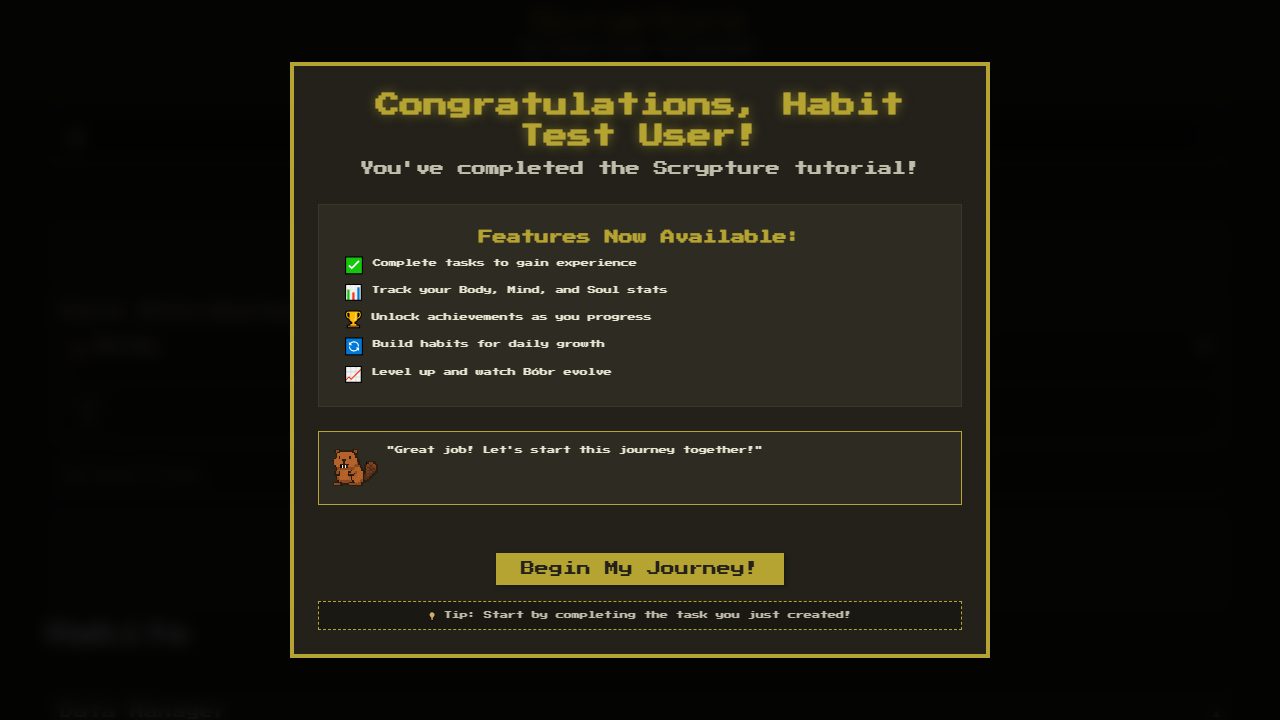 Congratulations, Habit
Test User!
You've completed the Scrypture tutorial!
Features Now Available:
Complete tasks to gain experience
Track your Body, Mind, and Soul stats
Unlock achievements as you progress
Build habits for daily growth
Level up and watch Bóbr evolve
"Great job! Let's start this journey together!"
Begin My Journey!
Tip: Start by completing the task you just created!
Habits